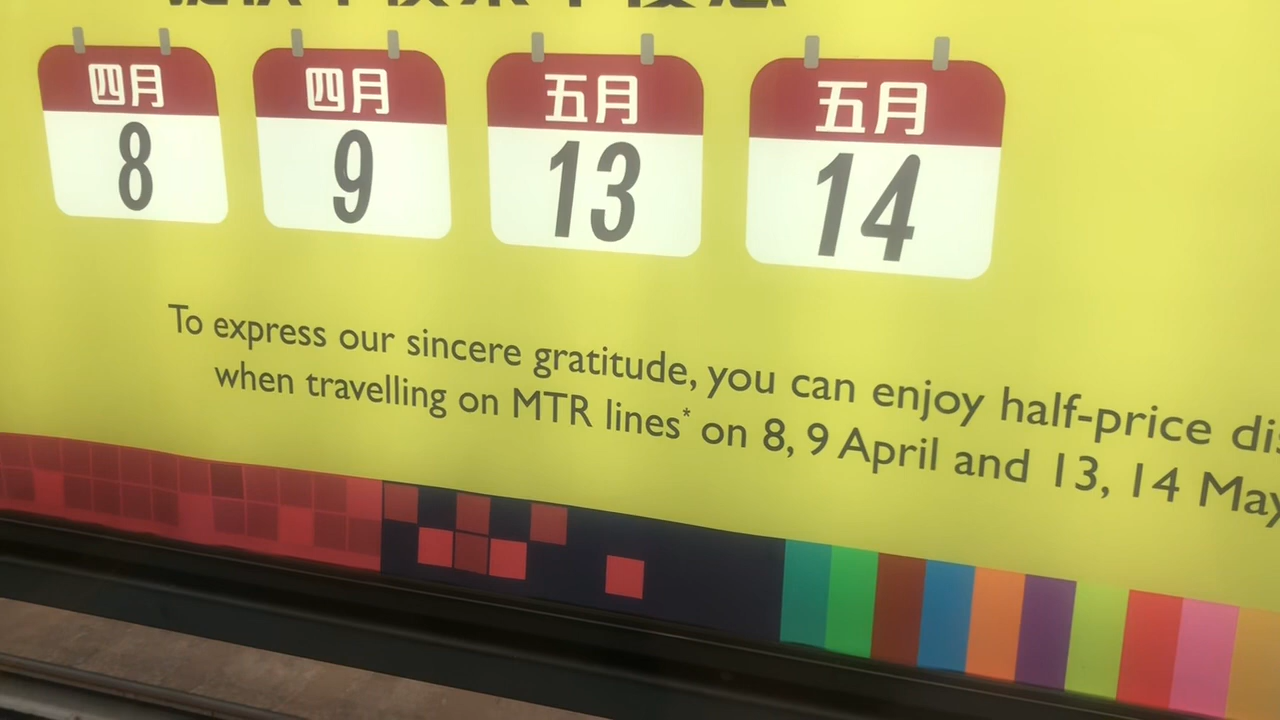 四月 四月 五月 五月
8 9 13 14
To express our sincere gratitude, you can enjoy half-price
when travelling on MTR lines* on 8, 9 April and 13, 14 May